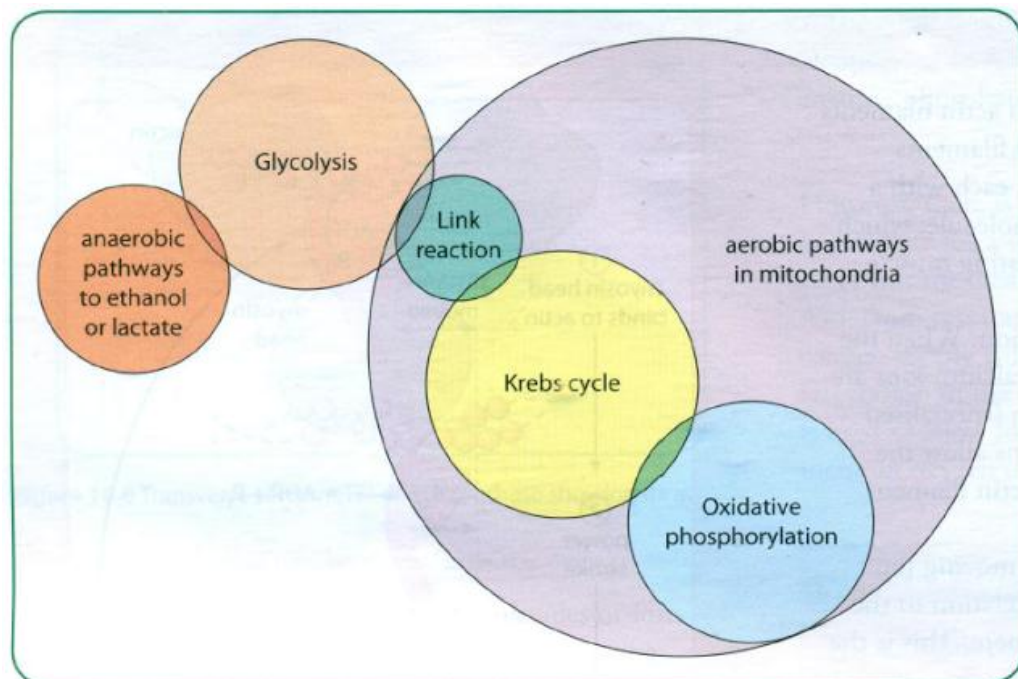 Glycolysis
anaerobic
pathways
to ethanol
or lactate
Link
reaction
aerobic pathways
in mitochondria
Krebs cycle
Oxidative
phosphorylation